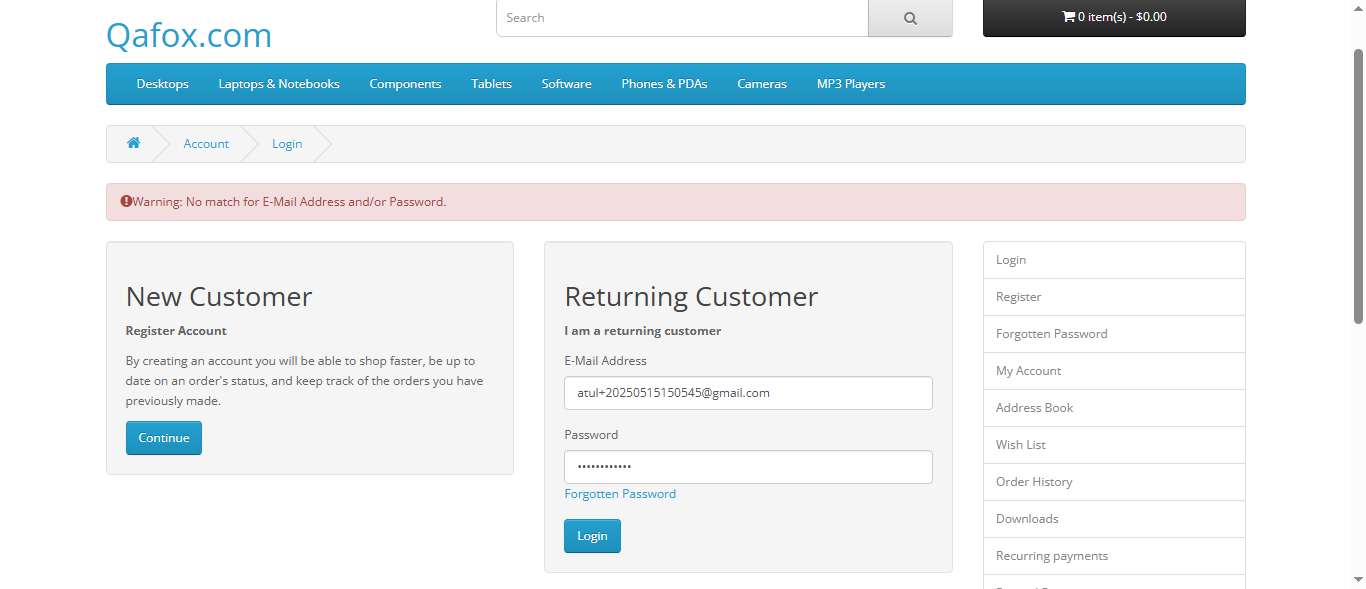 Qafox.com
Search
0 item(s) - $0.00
Desktops
Laptops & Notebooks
Components
Tablets
Software
Phones & PDAs
Cameras
MP3 Players
Account
Login
Warning: No match for E-Mail Address and/or Password.
New Customer
Register Account
By creating an account you will be able to shop faster, be up to
date on an order's status, and keep track of the orders you have
previously made.
Continue
Returning Customer
I am a returning customer
E-Mail Address
atul+20250515150545@gmail.com
Password
••••••••••••
Forgotten Password
Login
Login
Register
Forgotten Password
My Account
Address Book
Wish List
Order History
Downloads
Recurring payments